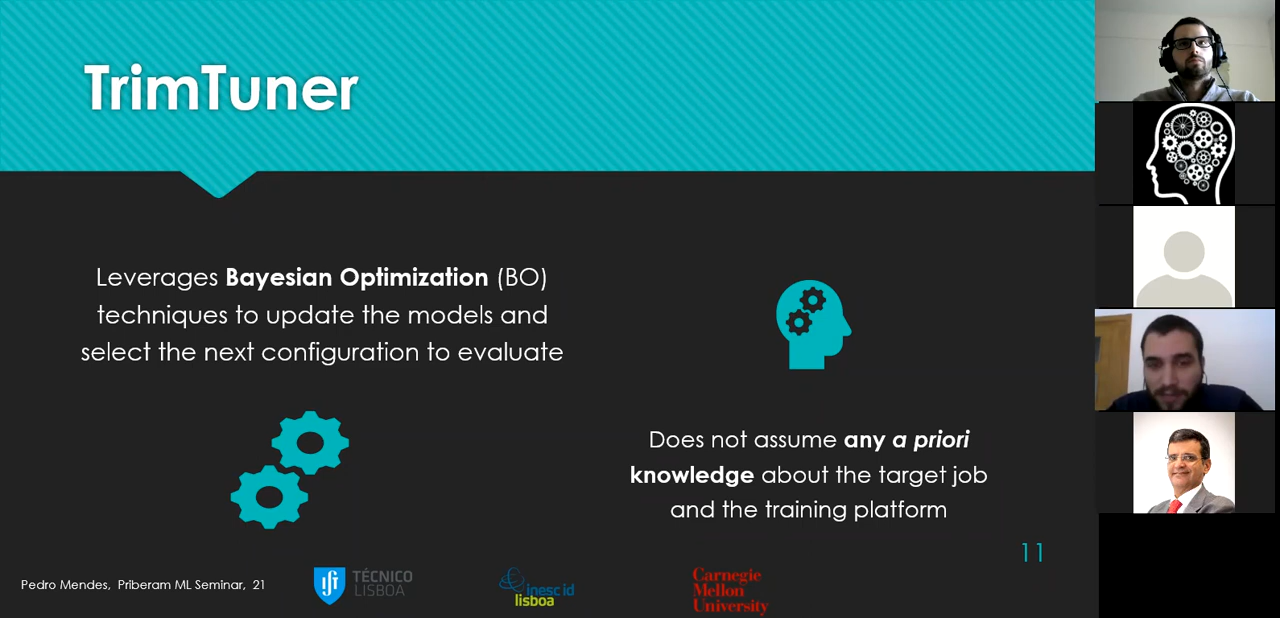 TrimTuner
Leverages Bayesian Optimization (BO)
techniques to update the models and
select the next configuration to evaluate
Does not assume any a priori
knowledge about the target job
and the training platform
11
Pedro Mendes, Priberam ML Seminar, 21
TÉCNICO
LISBOA
inesc id
lisboa
Carnegie
Mellon
University